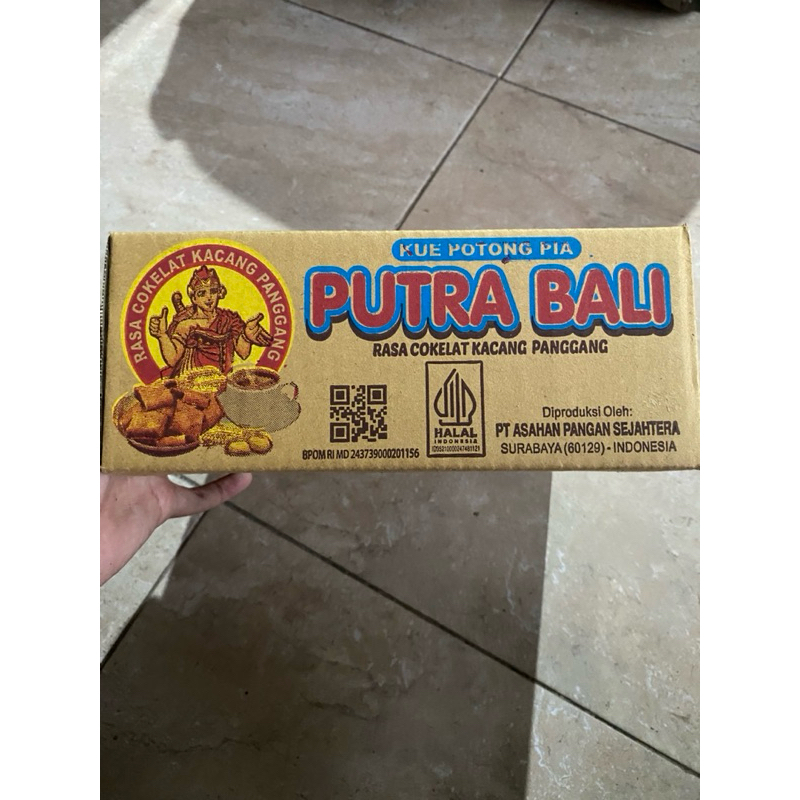 RASA COKELAT KACANG PANGGANG
KUE POTONG PIA
PUTRA BALI
RASA COKELAT KACANG PANGGANG
HALAL
INDONESIA
BPOM RI MD 243739000201156
Diproduksi Oleh:
PT ASAHAN PANGAN SEJAHTERA
SURABAYA (60129) - INDONESIA